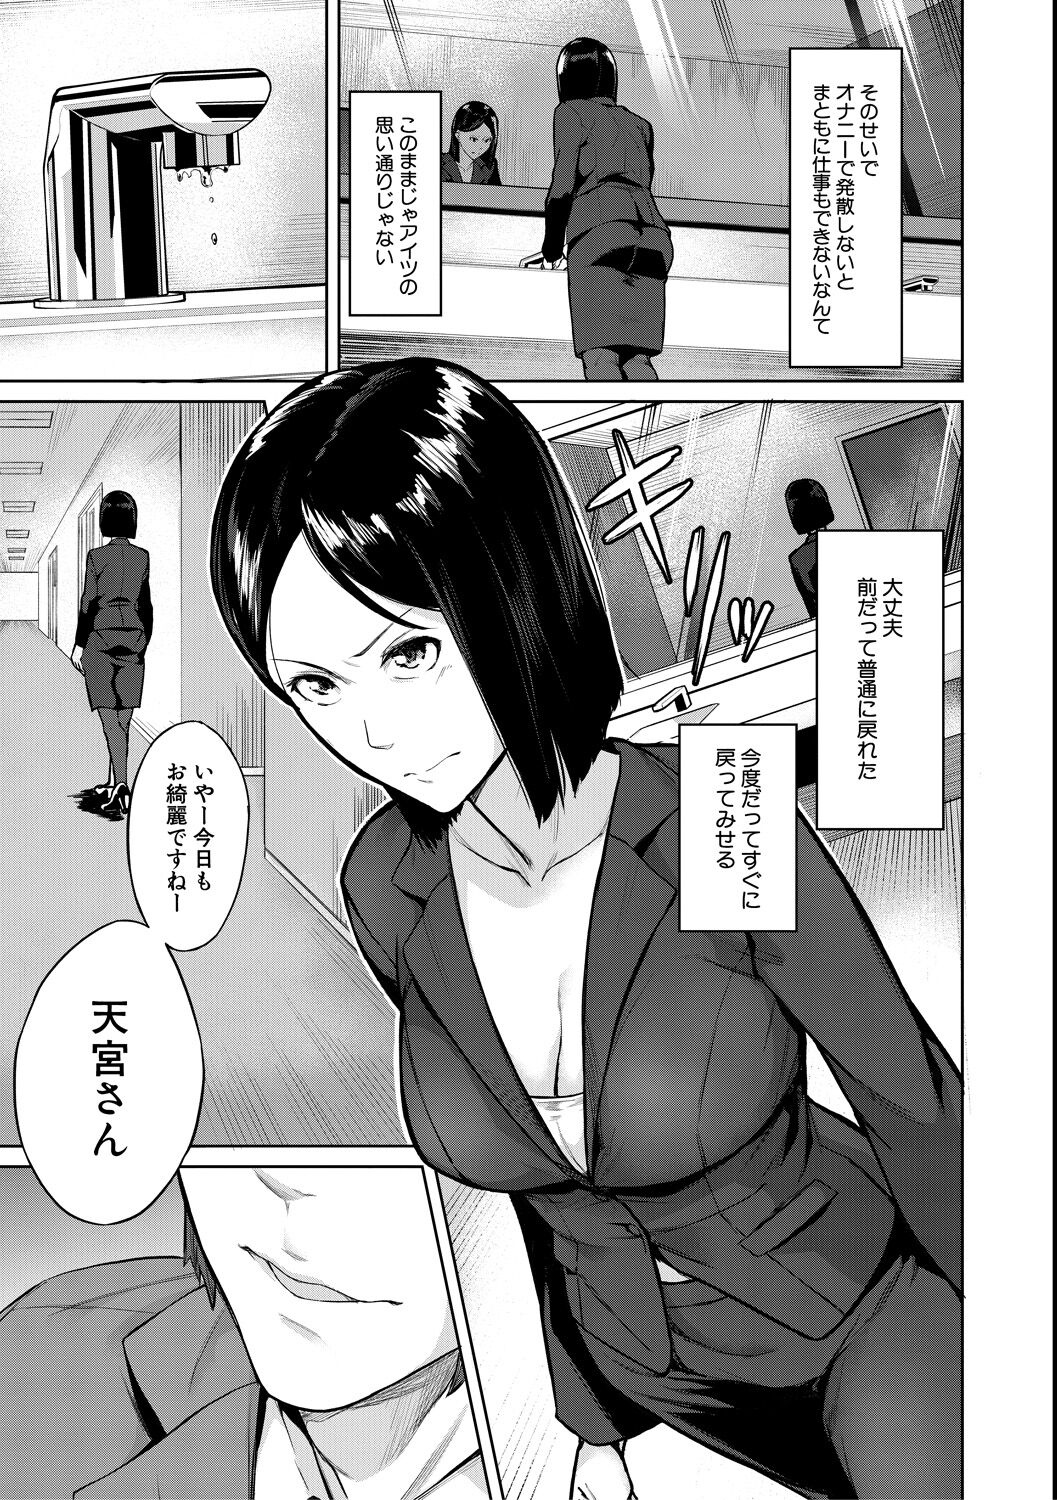 そのせいで
オナニーで発散しないと
まともに仕事もできないなんて
このままじゃアイツの
思い通りじゃない
大丈夫
前だって普通に戻れた
今度だってすぐに
戻ってみせる
キッ
いやー今日も
お綺麗ですねー
天宮さん